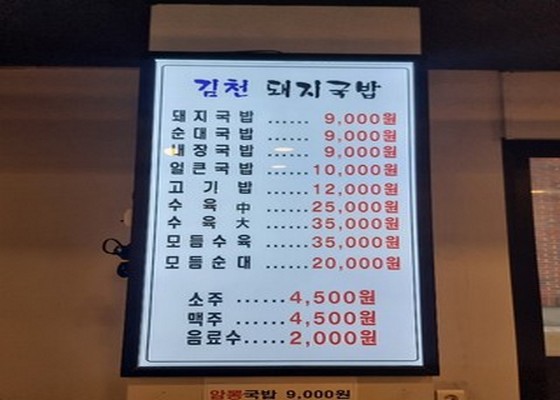 김천 돼지국밥
돼지국밥 ...... 9,000원
순대국밥 ...... 9,000원
내장국밥 ...... 9,000원
얼큰국밥 ......10,000원
고기밥 ......12,000원
수육 中 ......25,000원
수육 大 ......35,000원
모듬수육 ......35,000원
모듬순대 ......20,000원
소주 ......4,500원
맥주 ......4,500원
음료수.....2,000원
암뽕국밥 9,000원